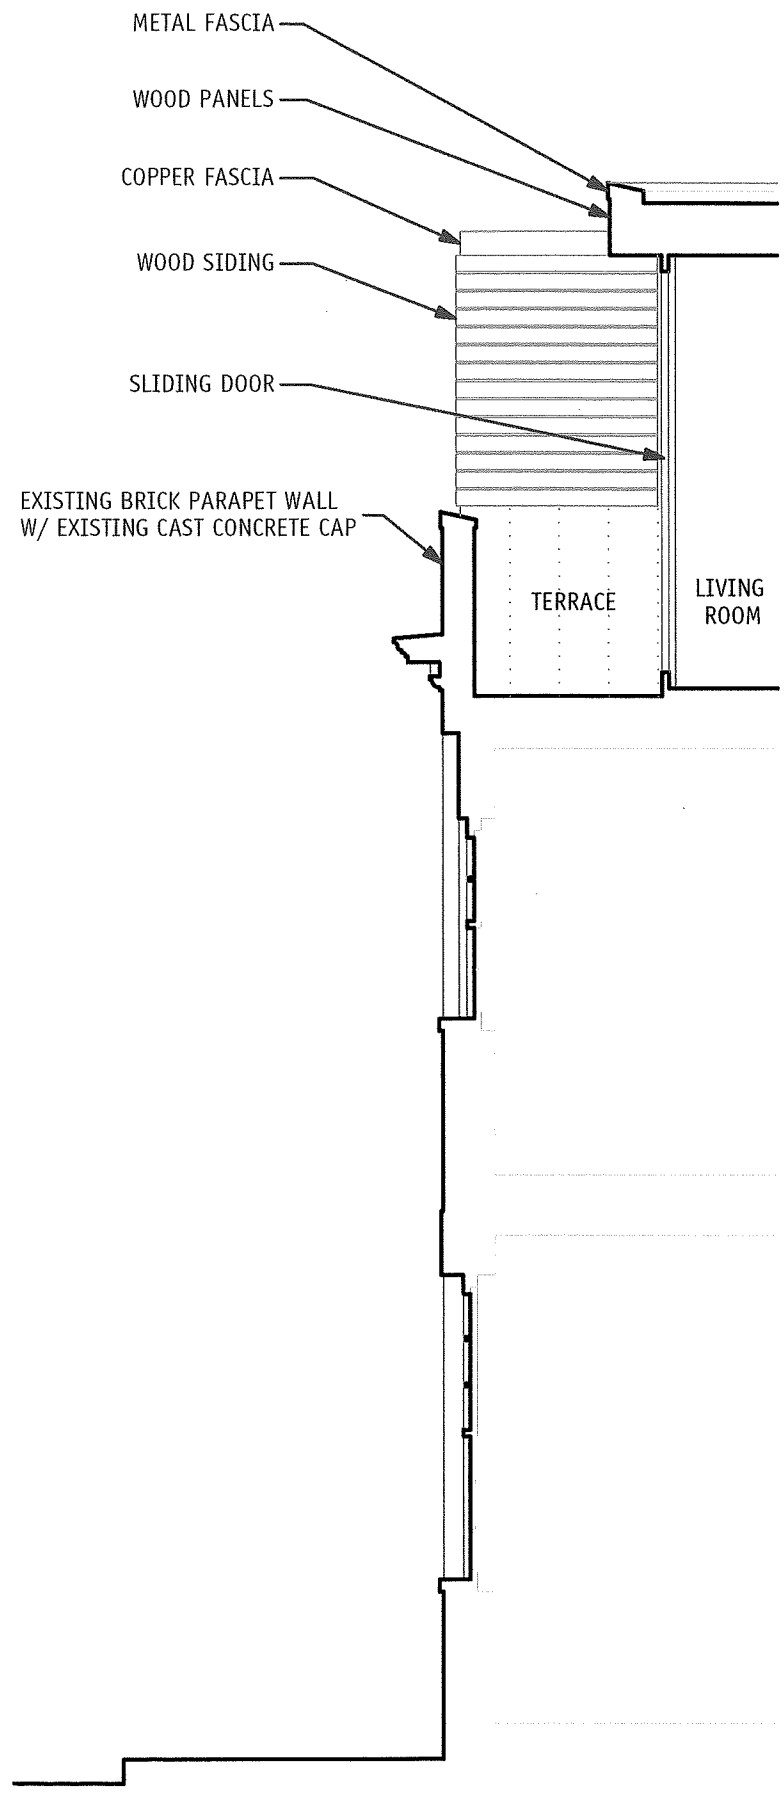 METAL FASCIA
WOOD PANELS
COPPER FASCIA
WOOD SIDING
SLIDING DOOR
EXISTING BRICK PARAPET WALL
W/ EXISTING CAST CONCRETE CAP
TERRACE
LIVING
ROOM